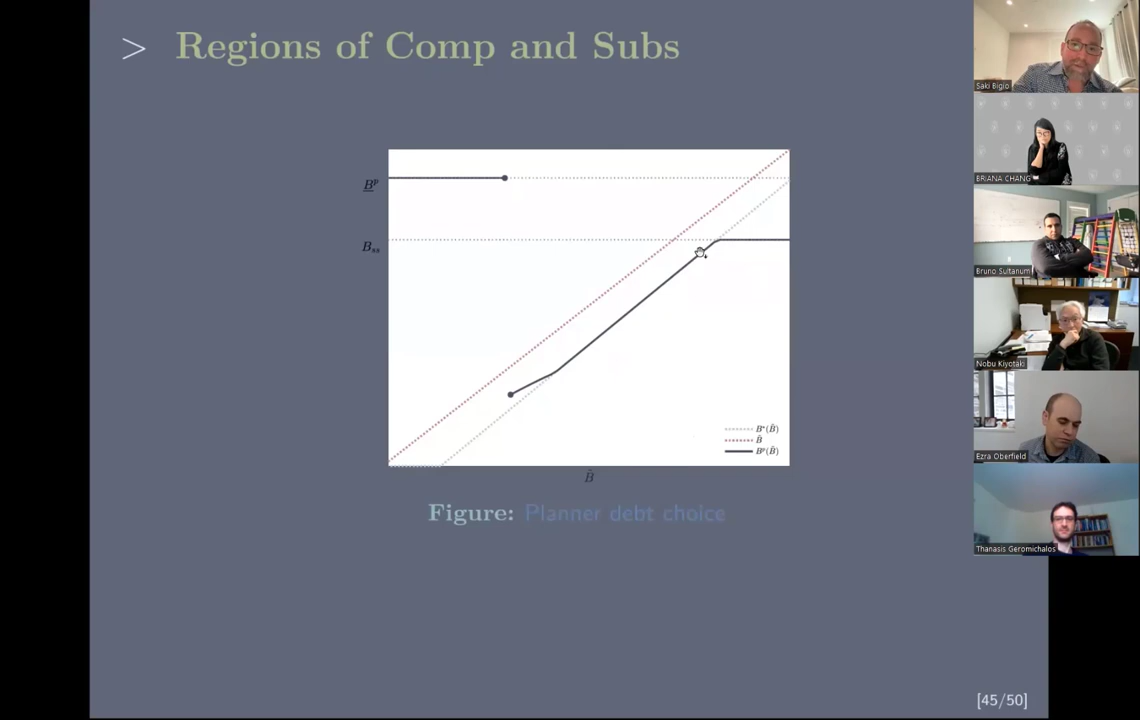 > Regions of Comp and Subs
B^p
B_ss
B^*(B̃)
B̃
B^p(B̃)
B̃
Figure: Planner debt choice
[45/50]
Saki Bigio
BRIANA CHANG
Bruno Sultanum
Nobu Kiyotaki
Ezra Oberfield
Thanasis Geromichalos